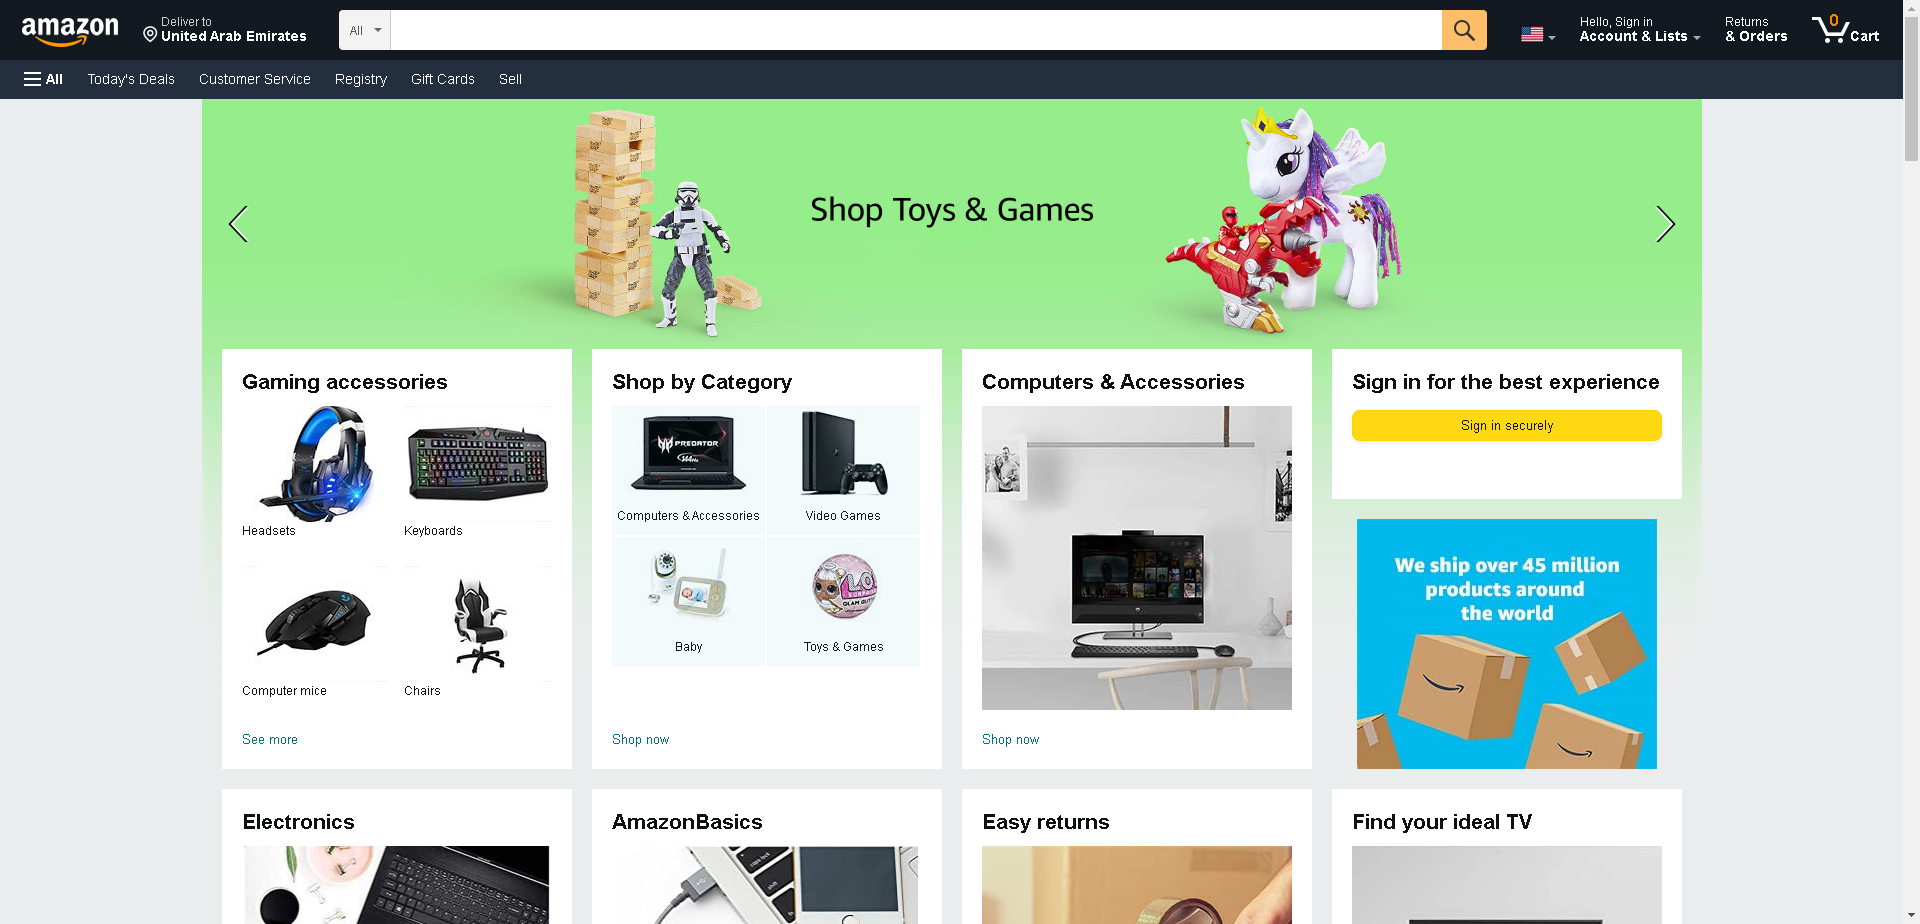 amazon
Deliver to
United Arab Emirates
All
Hello, Sign in
Account & Lists
Returns
& Orders
0
Cart
All
Today's Deals
Customer Service
Registry
Gift Cards
Sell
Shop Toys & Games
Gaming accessories
Headsets
Keyboards
Computer mice
Chairs
See more
Shop by Category
PREDATOR
Computers & Accessories
Video Games
Baby
Toys & Games
Shop now
Computers & Accessories
Shop now
Sign in for the best experience
Sign in securely
We ship over 45 million
products around
the world
Electronics
AmazonBasics
Easy returns
Find your ideal TV